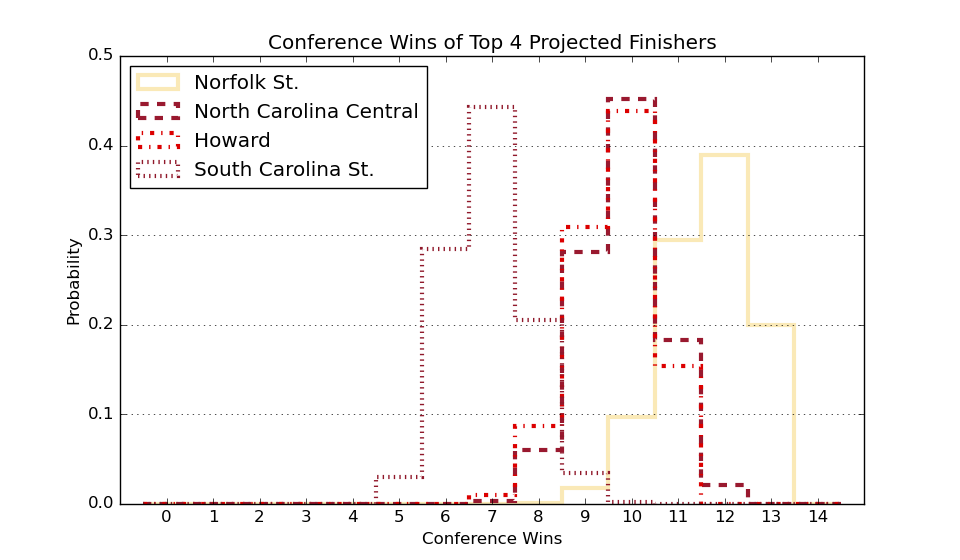 Conference Wins of Top 4 Projected Finishers
0.5
Norfolk St.
North Carolina Central
Howard
South Carolina St.
0.4
0.3
0.2
0.1
0.0
Probability
0 1 2 3 4 5 6 7 8 9 10 11 12 13 14
Conference Wins